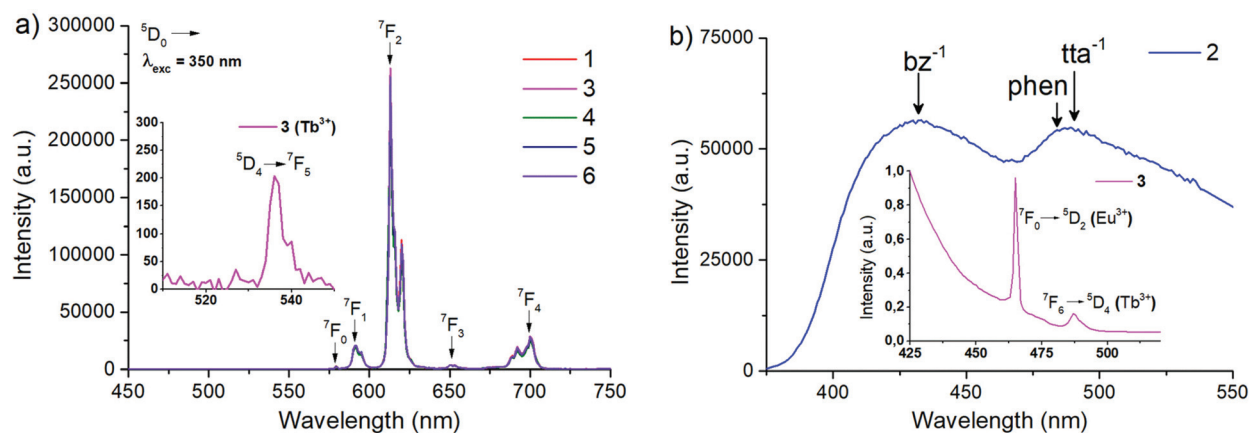 a)
⁵D₀ →
λexc = 350 nm
⁷F₂
1
3
4
5
6
3 (Tb³⁺)
⁵D₄ → ⁷F₅
300
250
200
150
100
50
0
520
540
⁷F₀
⁷F₁
⁷F₃
⁷F₄
300000
250000
200000
150000
100000
50000
0
Intensity (a.u.)
450
500
550
600
650
700
750
Wavelength (nm)
b)
2
bz⁻¹
phen
tta⁻¹
75000
50000
25000
0
Intensity (a.u.)
3
⁷F₀ → ⁵D₂ (Eu³⁺)
⁷F₆ → ⁵D₄ (Tb³⁺)
1,0
0,8
0,6
0,4
0,2
0,0
Intensity (a.u.)
425
450
475
500
400
450
500
550
Wavelength (nm)